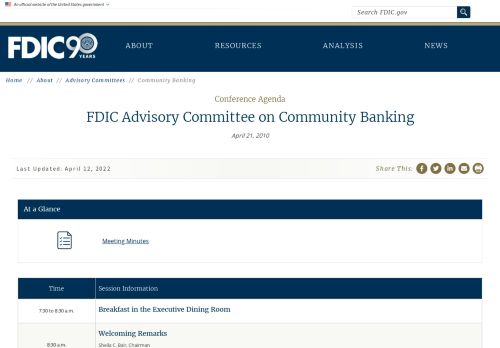 An official website of the United States government
Search FDIC.gov
FDIC 90 YEARS
ABOUT RESOURCES ANALYSIS NEWS
Home // About // Advisory Committees // Community Banking
Conference Agenda
FDIC Advisory Committee on Community Banking
April 21, 2010
Last Updated: April 12, 2022 Share This:
At a Glance
Meeting Minutes
Time Session Information
7:30 to 8:30 a.m. Breakfast in the Executive Dining Room
Welcoming Remarks
8:30 a.m. Sheila C. Bair, Chairman